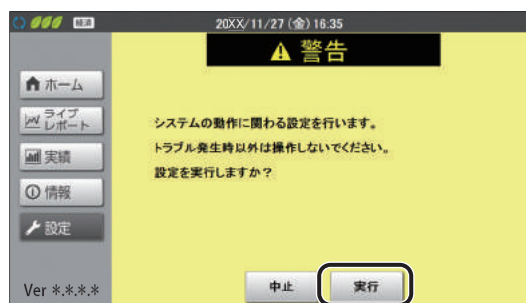 経済 20XX/11/27(金)16:35
警告
ホーム
ライブ
レポート
実績
情報
設定
システムの動作に関わる設定を行います。
トラブル発生時以外は操作しないでください。
設定を実行しますか?
中止 実行
Ver *.*.*.*